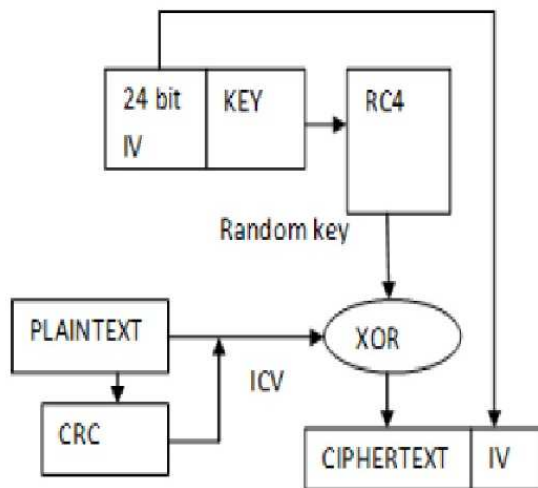 24 bit
IV
KEY
RC4
Random key
PLAINTEXT
XOR
ICV
CRC
CIPHERTEXT
IV